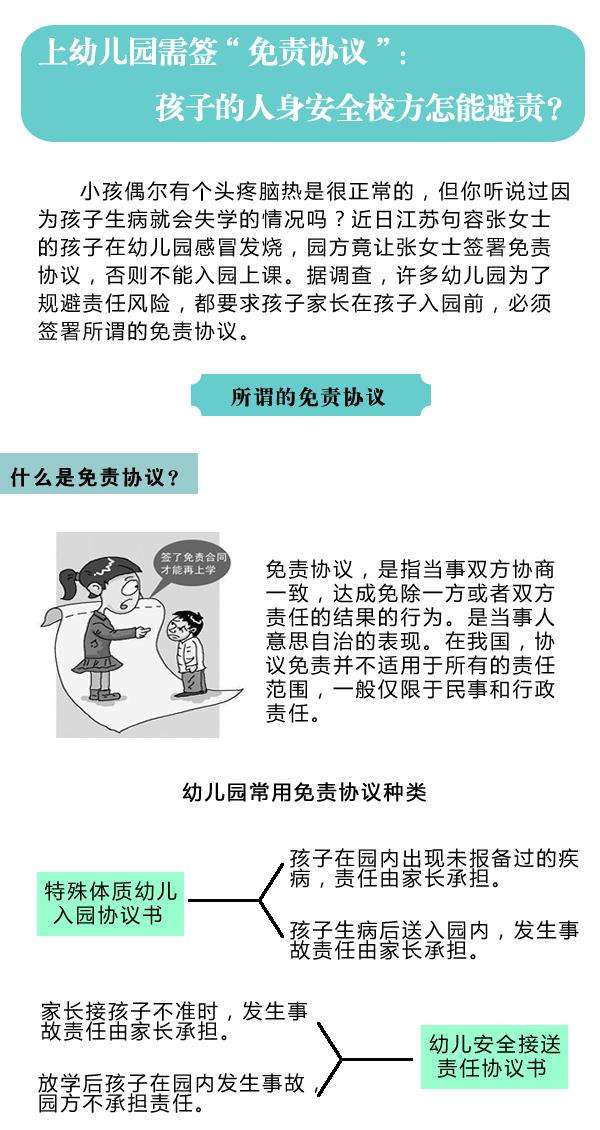 上幼儿园需签“免责协议”：
孩子的人身安全校方怎能避责？
小孩偶尔有个头疼脑热是很正常的，但你听说过因
为孩子生病就会失学的情况吗？近日江苏句容张女士
的孩子在幼儿园感冒发烧，园方竟让张女士签署免责
协议，否则不能入园上课。据调查，许多幼儿园为了
规避责任风险，都要求孩子家长在孩子入园前，必须
签署所谓的免责协议。
所谓的免责协议
什么是免责协议？
签了免责合同
才能再上学
免责协议，是指当事双方协商
一致，达成免除一方或者双方
责任的结果的行为。是当事人
意思自治的表现。在我国，协
议免责并不适用于所有的责任
范围，一般仅限于民事和行政
责任。
幼儿园常用免责协议种类
特殊体质幼儿
入园协议书
孩子在园内出现未报备过的疾
病，责任由家长承担。
孩子生病后送入园内，发生事
故责任由家长承担。
家长接孩子不准时，发生事
故责任由家长承担。
放学后孩子在园内发生事故，
园方不承担责任。
幼儿安全接送
责任协议书